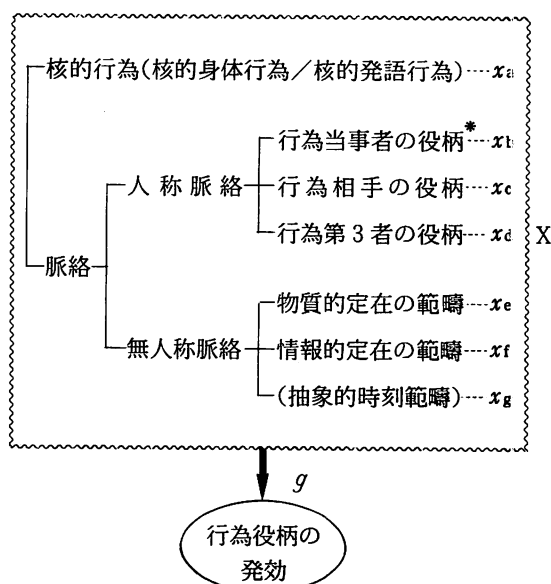 核的行為(核的身体行為／核的発語行為)‥‥xa
行為当事者の役柄*‥‥xb
人称脈絡
行為相手の役柄‥‥xc
行為第3者の役柄‥‥xd
X
脈絡
物質的定在の範疇‥‥xe
無人称脈絡
情報的定在の範疇‥‥xf
(抽象的時刻範疇)‥‥xg
g
行為役柄の
発効